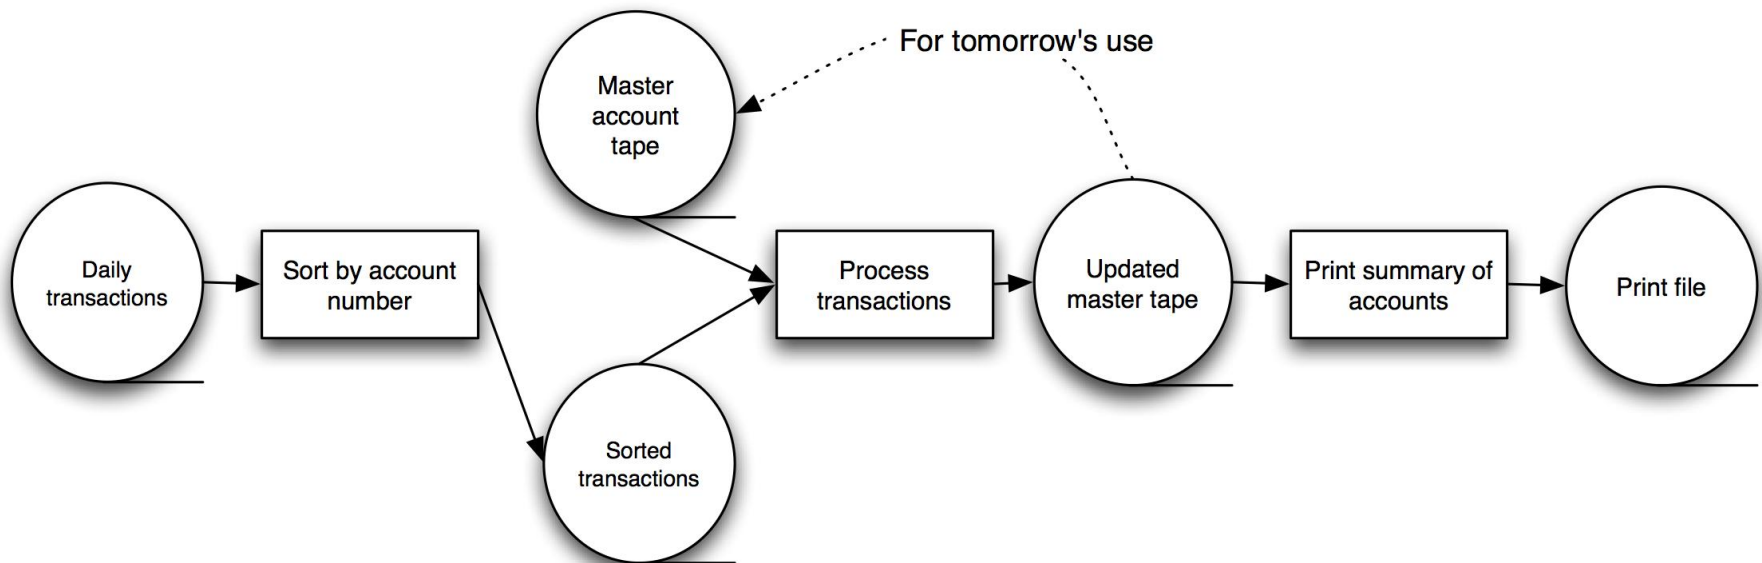 For tomorrow's use
Master
account
tape
Daily
transactions
Sort by account
number
Process
transactions
Updated
master tape
Print summary of
accounts
Print file
Sorted
transactions